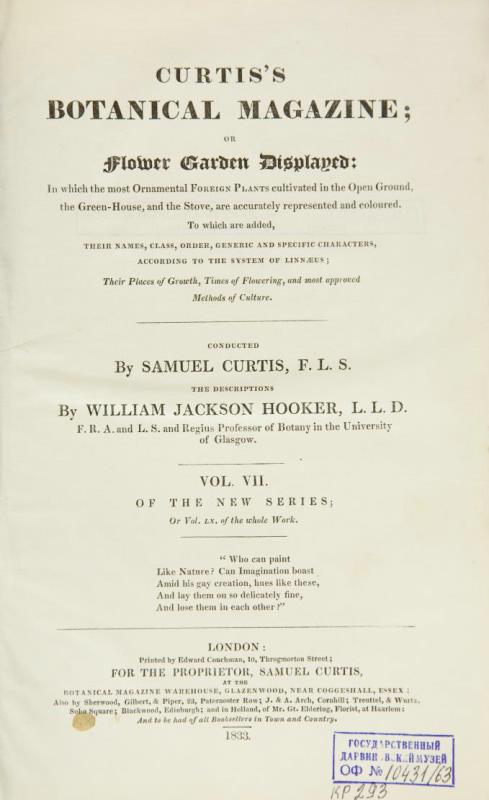 CURTIS'S
BOTANICAL MAGAZINE;
OR
Flower Garden Displayed:
In which the most Ornamental FOREIGN PLANTS cultivated in the Open Ground,
the Green-House, and the Stove, are accurately represented and coloured.
To which are added,
THEIR NAMES, CLASS, ORDER, GENERIC AND SPECIFIC CHARACTERS,
ACCORDING TO THE SYSTEM OF LINNÆUS;
Their Places of Growth, Times of Flowering, and most approved
Methods of Culture.
CONDUCTED
By SAMUEL CURTIS, F. L. S.
THE DESCRIPTIONS
By WILLIAM JACKSON HOOKER, L. L. D.
F. R. A. and L. S. and Regius Professor of Botany in the University
of Glasgow.
VOL. VII.
OF THE NEW SERIES;
Or Vol. LX. of the whole Work.
"Who can paint
Like Nature? Can Imagination boast
Amid his gay creation, hues like these,
And lay them on so delicately fine,
And lose them in each other?"
LONDON:
Printed by Edward Couchman, 10, Throgmorton Street;
FOR THE PROPRIETOR, SAMUEL CURTIS,
AT THE
BOTANICAL MAGAZINE WAREHOUSE, GLAZENWOOD, NEAR COGGESHALL, ESSEX:
Also by Sherwood, Gilbert, & Piper, 23, Paternoster Row; J. & A. Arch, Cornhill; Treuttel, & Wurtz,
Soho Square; Blackwood, Edinburgh; and in Holland, of Mr. Gt. Eldering, Florist, at Haarlem:
And to be had of all Booksellers in Town and Country.
1833.
ГОСУДАРСТВЕННЫЙ
ДАРВИН В.К.Й МУЗЕЙ
ОФ № 10431/63
КР 293